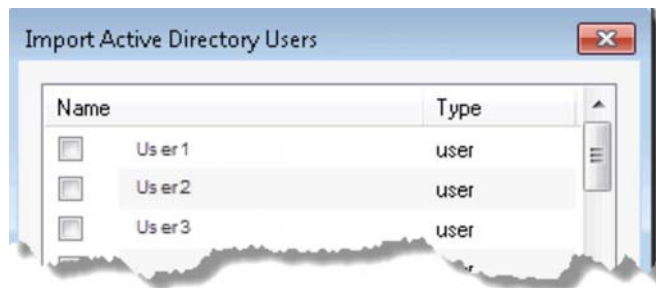 Import Active Directory Users
Name Type
User1 user
User2 user
User3 user